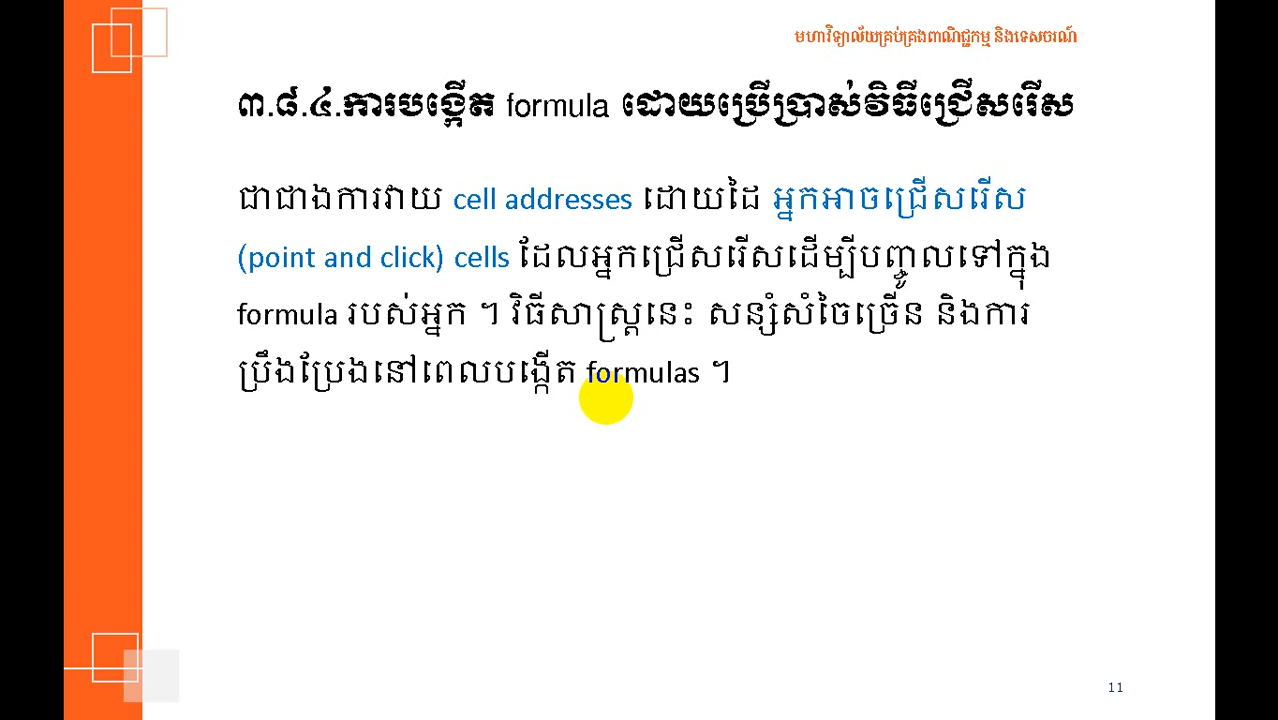 មហាវិទ្យាល័យគ្រប់គ្រងពាណិជ្ជកម្ម និងទេសចរណ៍
៣.៨.៤.ការបង្កើត formula ដោយប្រើប្រាស់វិធីជ្រើសរើស
ជាជាងការវាយ cell addresses ដោយដៃ អ្នកអាចជ្រើសរើស
(point and click) cells ដែលអ្នកជ្រើសរើសដើម្បីបញ្ចូលទៅក្នុង
formula របស់អ្នក ។ វិធីសាស្ត្រនេះ សន្សំសំចៃច្រើន និងការ
ប្រឹងប្រែងនៅពេលបង្កើត formulas ។
11